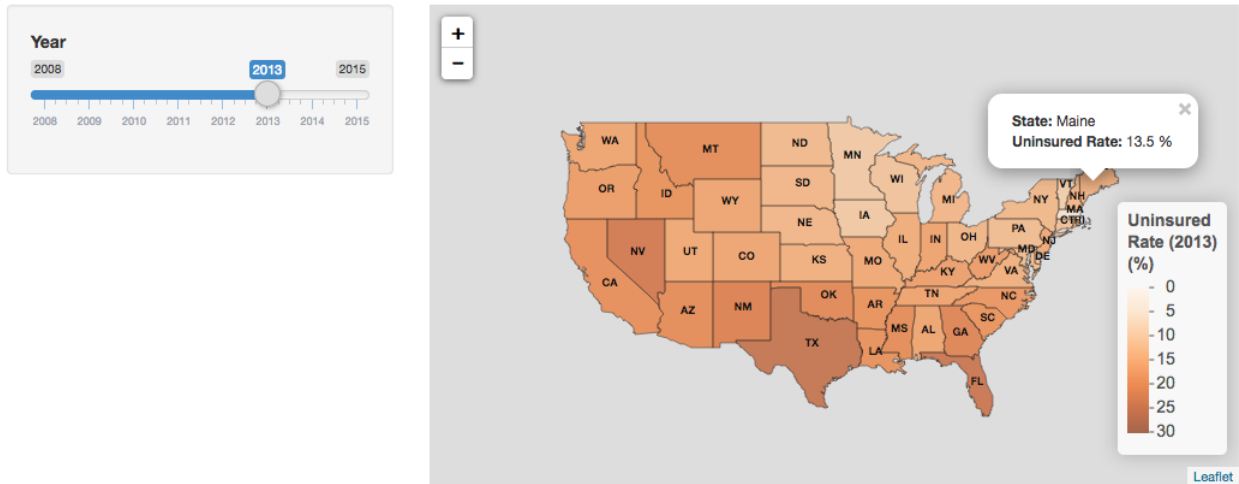 Year
2008
2013
2015
2008 2009 2010 2011 2012 2013 2014 2015
+
−
State: Maine
Uninsured Rate: 13.5 %
×
WA
MT
ND
MN
OR
ID
WY
SD
WI
MI
NY
VT
NH
MA
CT
RI
NV
UT
CO
NE
IA
IL
IN
OH
PA
NJ
MD
DE
CA
KS
MO
KY
WV
VA
AZ
NM
OK
AR
TN
NC
SC
TX
LA
MS
AL
GA
FL
Uninsured
Rate (2013)
(%)
0
5
10
15
20
25
30
Leaflet